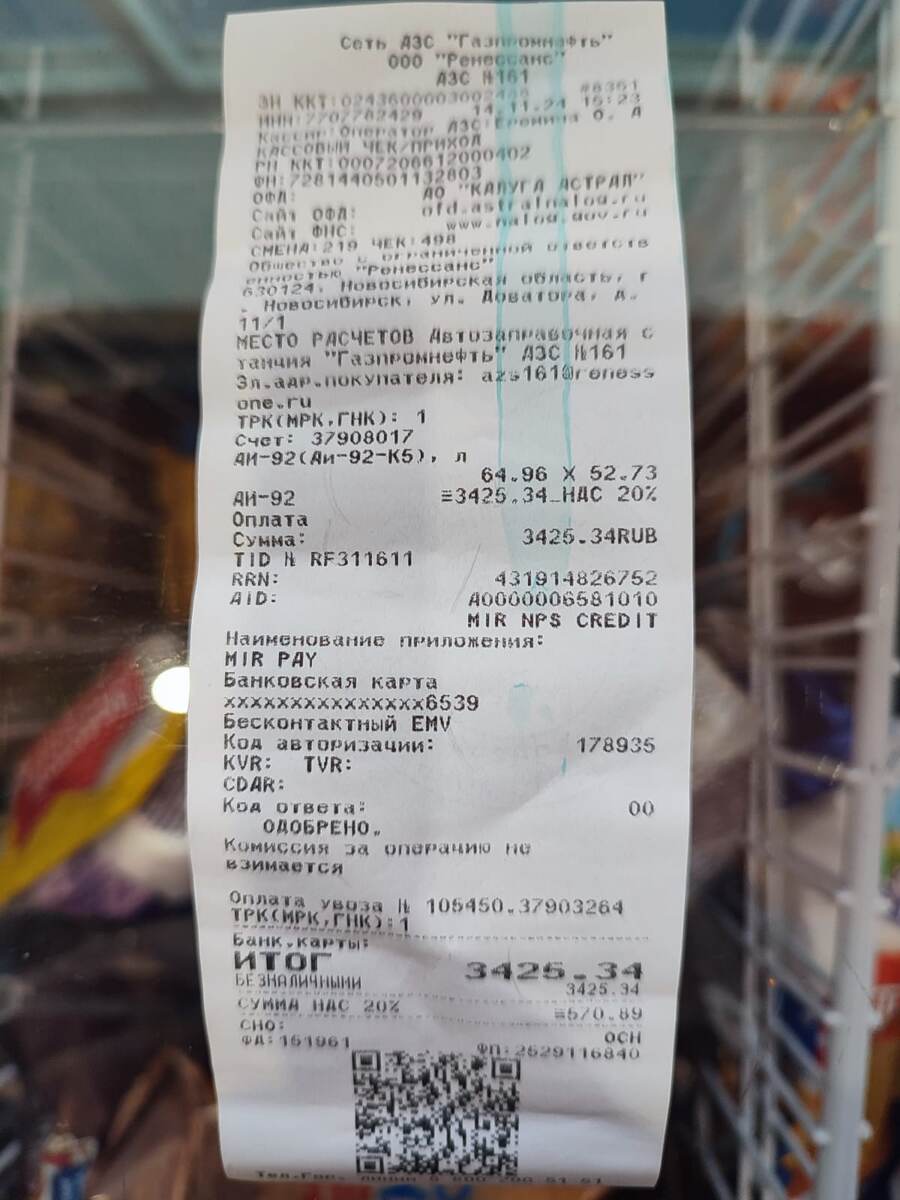 Сеть АЗС "Газпромнефть"
ООО "Ренессанс"
АЗС №161
#8351
ЗН ККТ:
ИНН:7707782429 14.11.24 15:23
Кассир:Оператор АЗС Еремина О. А
КАССОВЫЙ ЧЕК/ПРИХОД
РН ККТ:0007206612000402
ФН:7281440501132803
ОФД: АО "КАЛУГА АСТРАЛ"
Сайт ОФД: ofd.astralnalog.ru
Сайт ФНС: www.nalog.gov.ru
СМЕНА:219 ЧЕК:498
Общество с ограниченной ответств
енностью "Ренессанс"
630124, Новосибирская область, г
. Новосибирск, ул. Доватора, д.
11/1
МЕСТО РАСЧЕТОВ Автозаправочная с
танция "Газпромнефть" АЗС №161
Эл.адр.покупателя: azs161@reness
one.ru
ТРК(МРК,ГНК): 1
Счет: 37908017
АИ-92(Аи-92-К5), л
64.96 X 52.73
АИ-92 ≡3425.34_НДС 20%
Оплата
Сумма: 3425.34RUB
TID № RF311611
RRN: 431914826752
AID: A0000006581010
MIR NPS CREDIT
Наименование приложения:
MIR PAY
Банковская карта
xxxxxxxxxxxxxxx6539
Бесконтактный EMV
Код авторизации: 178935
KVR: TVR:
CDAR:
Код ответа: 00
ОДОБРЕНО.
Комиссия за операцию не
взимается
Оплата увоза № 105450.37903264
ТРК(МРК,ГНК):1
Банк.карты:
ИТОГ 3425.34
БЕЗНАЛИЧНЫМИ 3425.34
СУММА НДС 20% ≡570.89
СНО: ОСН
ФД:151961 ФП:2529116840